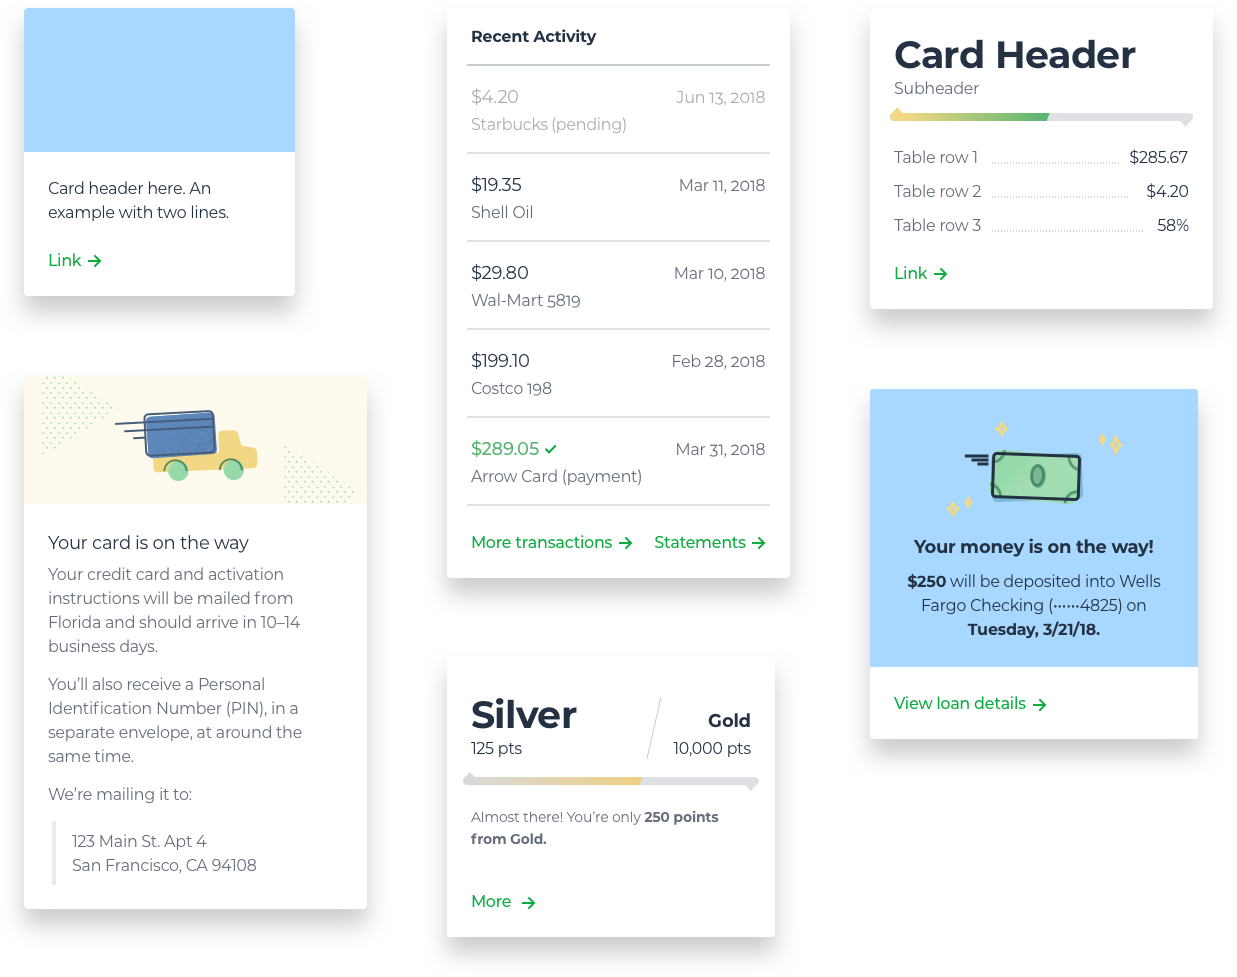 Card header here. An
example with two lines.
Link →
Your card is on the way
Your credit card and activation
instructions will be mailed from
Florida and should arrive in 10–14
business days.
You’ll also receive a Personal
Identification Number (PIN), in a
separate envelope, at around the
same time.
We’re mailing it to:
123 Main St. Apt 4
San Francisco, CA 94108
Recent Activity
$4.20 Jun 13, 2018
Starbucks (pending)
$19.35 Mar 11, 2018
Shell Oil
$29.80 Mar 10, 2018
Wal-Mart 5819
$199.10 Feb 28, 2018
Costco 198
$289.05 ✓ Mar 31, 2018
Arrow Card (payment)
More transactions → Statements →
Silver Gold
125 pts 10,000 pts
Almost there! You’re only 250 points
from Gold.
More →
Card Header
Subheader
Table row 1 $285.67
Table row 2 $4.20
Table row 3 58%
Link →
0
Your money is on the way!
$250 will be deposited into Wells
Fargo Checking (······4825) on
Tuesday, 3/21/18.
View loan details →